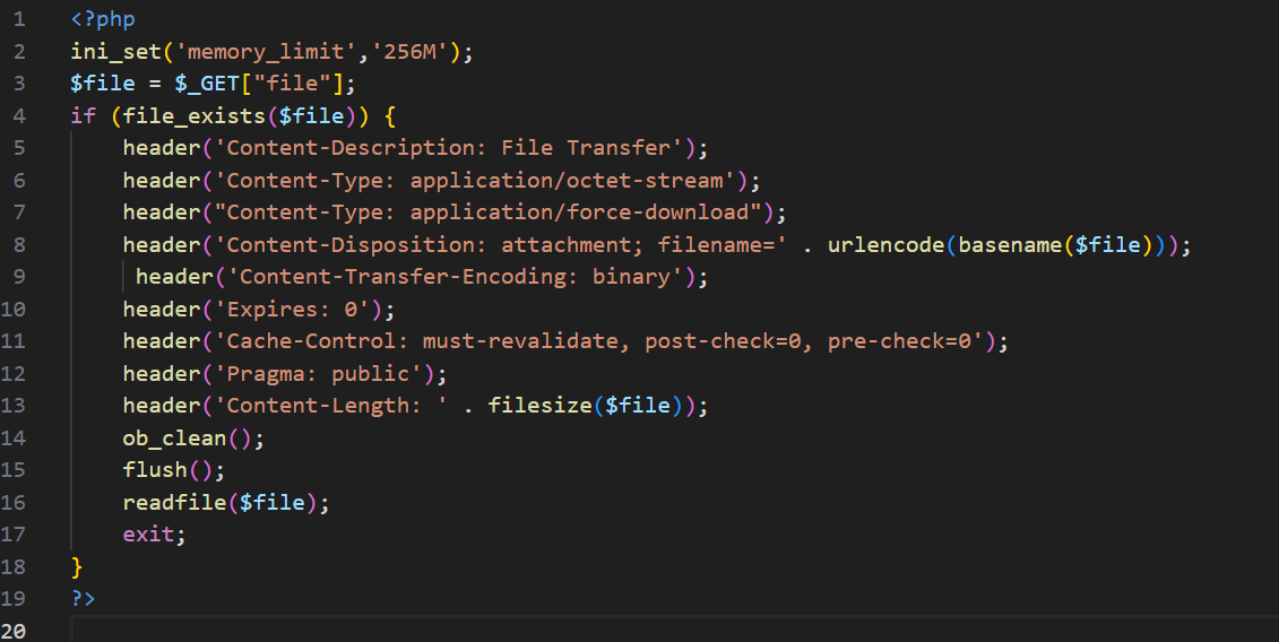 1 <?php
2 ini_set('memory_limit','256M');
3 $file = $_GET["file"];
4 if (file_exists($file)) {
5 header('Content-Description: File Transfer');
6 header('Content-Type: application/octet-stream');
7 header("Content-Type: application/force-download");
8 header('Content-Disposition: attachment; filename=' . urlencode(basename($file)));
9 header('Content-Transfer-Encoding: binary');
10 header('Expires: 0');
11 header('Cache-Control: must-revalidate, post-check=0, pre-check=0');
12 header('Pragma: public');
13 header('Content-Length: ' . filesize($file));
14 ob_clean();
15 flush();
16 readfile($file);
17 exit;
18 }
19 ?>
20